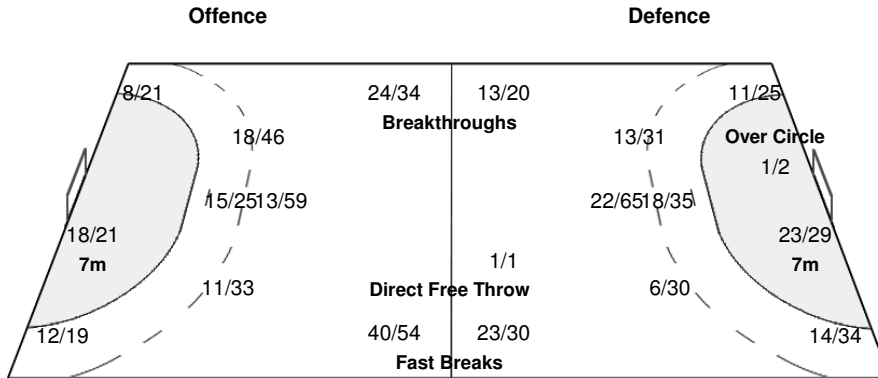 Offence Defence
8/21 24/34 13/20 11/25
Breakthroughs
18/46 13/31 Over Circle
1/2
15/25 13/59 22/65 18/35
18/21 23/29
7m 7m
1/1
11/33 Direct Free Throw 6/30
12/19 40/54 23/30 14/34
Fast Breaks